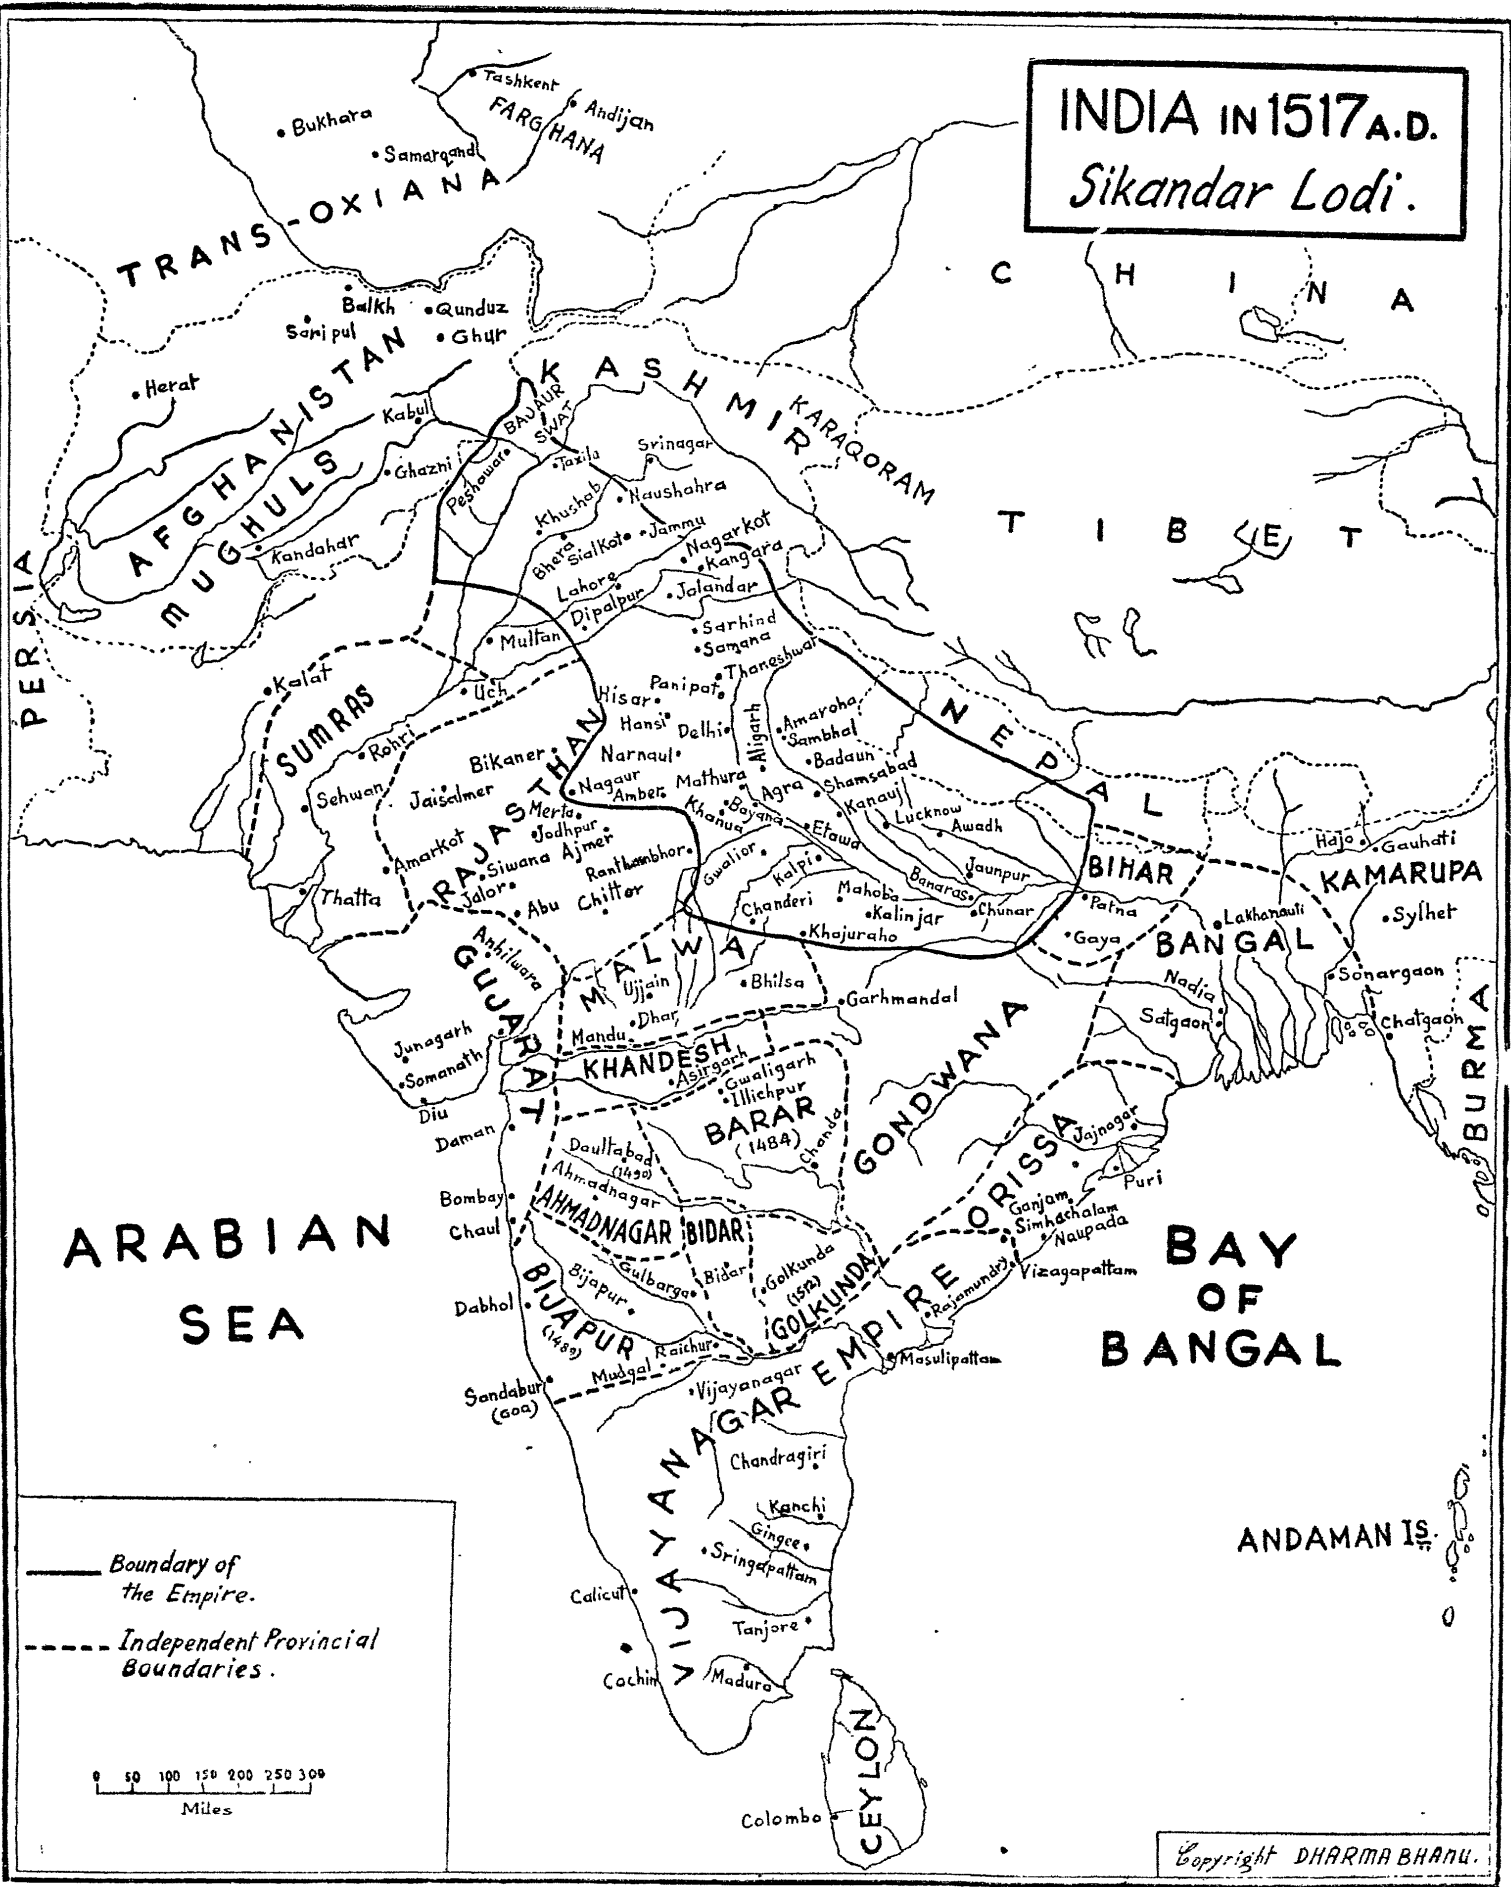 INDIA IN 1517 A.D.
Sikandar Lodi.
Tashkent
FARGHANA
Andijan
Bukhara
Samarqand
TRANS-OXIANA
CHINA
Balkh
Qunduz
Saripul
Ghur
AFGHANISTAN
Herat
KASHMIR
KARAQORAM
Kabul
BAJAUR
SWAT
MUGHULS
Ghazni
Peshawar
Taxila
Srinagar
Khushab
Naushahra
TIBET
Kandahar
Bhera
Sialkot
Jammu
Nagarkot
Kangara
PERSIA
Lahore
Dipalpur
Jalandar
Multan
Sarhind
Samana
Thaneshwar
Kalat
Uch
Hisar
Panipat
SUMRAS
Hansi
Delhi
Aligarh
Amaroha
Sambhal
NEPAL
Rohri
Bikaner
Narnaul
Badaun
Sehwan
Jaisalmer
RAJASTHAN
Nagaur
Amber
Mathura
Agra
Shamsabad
Merta
Khanua
Bayana
Kanauj
Lucknow
Jodhpur
Etawa
Awadh
Hajo
Gauhati
Amarkot
Siwana
Ajmer
Ranthambhor
Gwalior
Kalpi
Jaunpur
BIHAR
KAMARUPA
Thatta
Jalor
Abu
Chittor
Chanderi
Mahoba
Banaras
Kalinjar
Chunar
Patna
Lakhanauti
Sylhet
Anhilwara
Khajuraho
Gaya
BANGAL
GUJARAT
MALWA
Ujjain
Bhilsa
Garhmandal
Nadia
Sonargaon
Junagarh
Mandu
Dhar
Satgaon
Chatgaon
Somanath
KHANDESH
Asirgarh
GONDWANA
BURMA
Diu
Gwaligarh
Illichpur
Daman
BARAR
(1484)
Chanda
Jajnagar
Daultabad
(1490)
ORISSA
Puri
Ahmadnagar
Bombay
AHMADNAGAR
BIDAR
Ganjam
Simhachalam
Naupada
Chaul
ARABIAN
SEA
BAY
OF
BANGAL
Gulbarga
Bidar
Golkunda
(1512)
GOLKUNDA
Vizagapattam
Bijapur
BIJAPUR
(1489)
Dabhol
Rajamundry
Raichur
Mudgal
Masulipattam
Sandabur
(GOA)
Vijayanagar
VIJAYANAGAR EMPIRE
Chandragiri
Kanchi
Gingee
Sringapattam
ANDAMAN Is.
Calicut
Tanjore
Cochin
Madura
CEYLON
Colombo
Boundary of
the Empire.
Independent Provincial
Boundaries.
0 50 100 150 200 250 300
Miles
Copyright DHARMA BHANU.